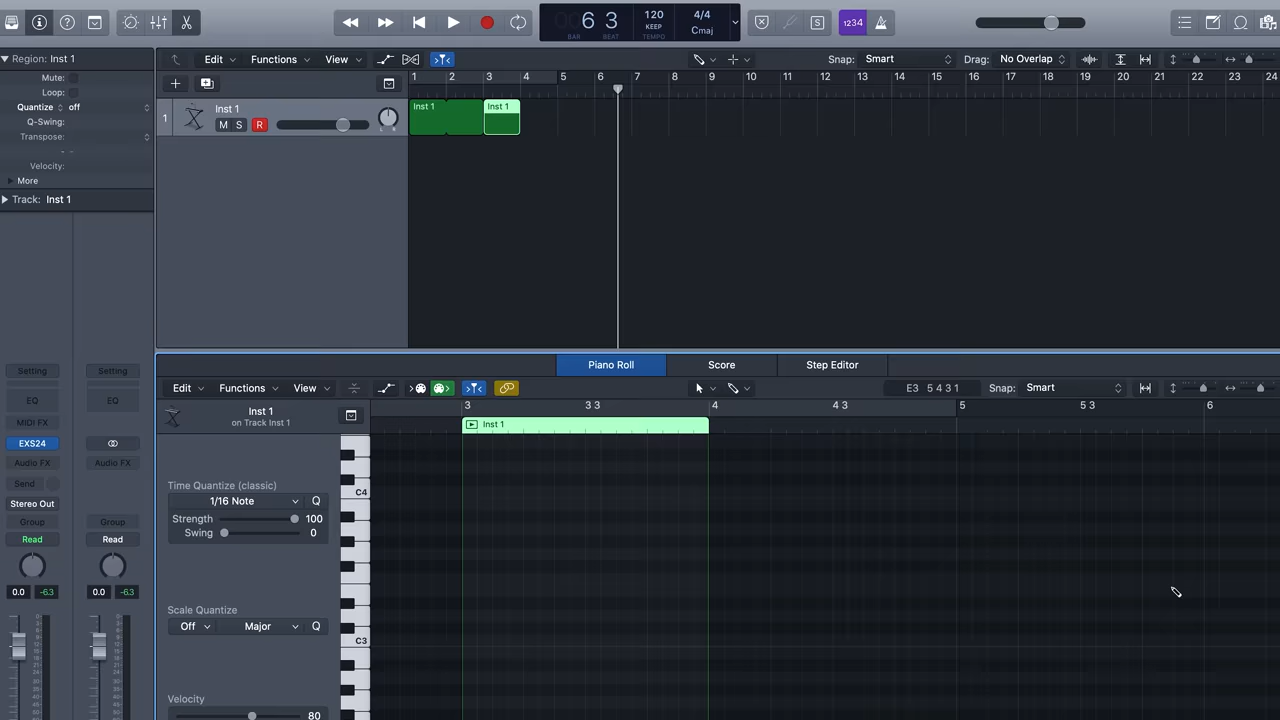 6 3
BAR BEAT
120
KEEP
TEMPO
4/4
Cmaj
S
1234
Region: Inst 1
Mute:
Loop:
Quantize off
Q-Swing:
Transpose:
Velocity:
More
Track: Inst 1
Edit Functions View
Snap: Smart
Drag: No Overlap
1 2 3 4 5 6 7 8 9 10 11 12 13 14 15 16 17 18 19 20 21 22 23 24
1
Inst 1
M S R
L R
Inst 1
Inst 1
Piano Roll Score Step Editor
Edit Functions View
E3 5 4 3 1
Snap: Smart
Inst 1
on Track Inst 1
3 3 3 4 4 3 5 5 3 6
Inst 1
Time Quantize (classic)
1/16 Note Q
Strength 100
Swing 0
Scale Quantize
Off Major Q
Velocity
80
C4
C3
Setting Setting
EQ EQ
MIDI FX
EXS24
Audio FX Audio FX
Send
Stereo Out
Group Group
Read Read
0.0 -6.3 0.0 -6.3